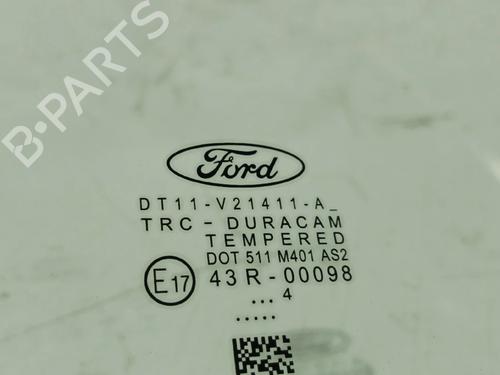 B-PARTS
Ford
DT11-V21411-A_
TRC - DURACAM
TEMPERED
DOT 511 M401 AS2
E17 43R-00098
... 4
.....